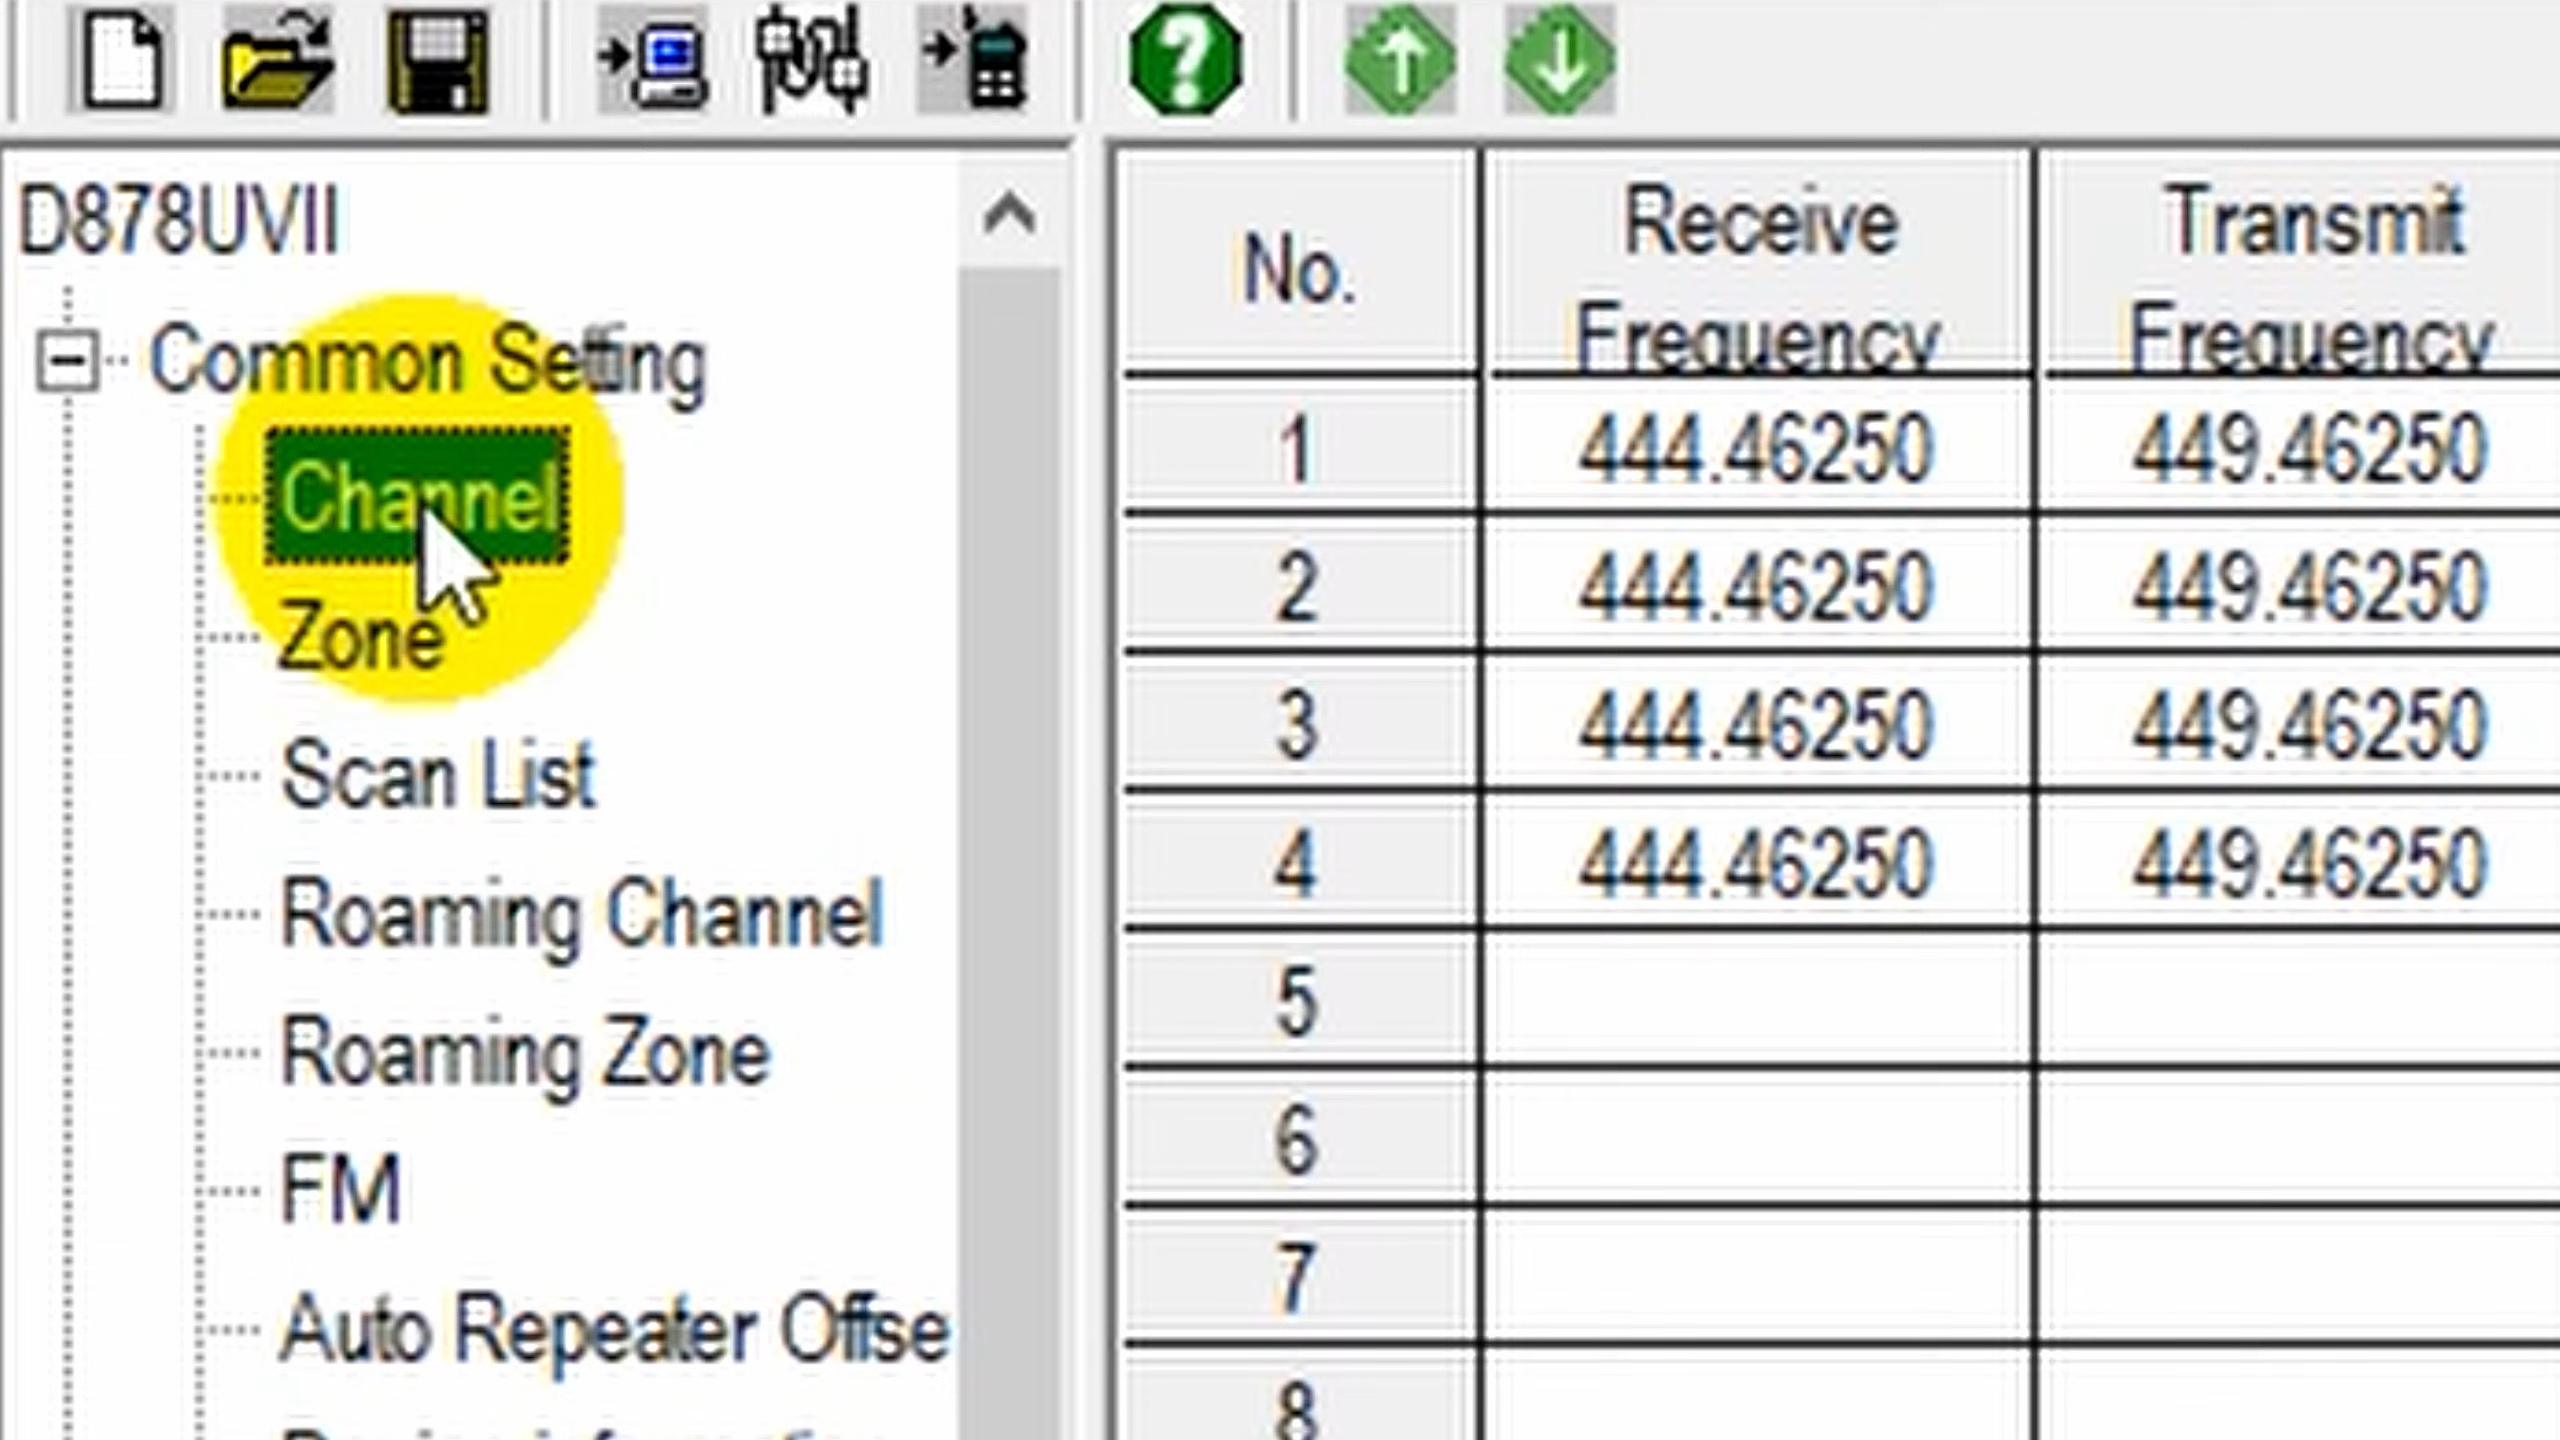 D878UVII
Common Setting
Channel
Zone
Scan List
Roaming Channel
Roaming Zone
FM
Auto Repeater Offse
No. Receive Frequency Transmit Frequency
1 444.46250 449.46250
2 444.46250 449.46250
3 444.46250 449.46250
4 444.46250 449.46250
5
6
7
8